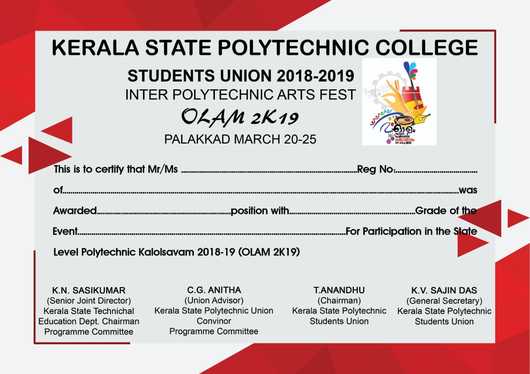 KERALA STATE POLYTECHNIC COLLEGE
STUDENTS UNION 2018-2019
INTER POLYTECHNIC ARTS FEST
OLAM 2K19
PALAKKAD MARCH 20-25
This is to certify that Mr/Ms ............................................................Reg No:..............................
of.....................................................................................................................................was
Awarded..............................................position with...........................................Grade of the
Event...........................................................................................For Participation in the State
Level Polytechnic Kalolsavam 2018-19 (OLAM 2K19)
K.N. SASIKUMAR
(Senior Joint Director)
Kerala State Technichal
Education Dept. Chairman
Programme Committee
C.G. ANITHA
(Union Advisor)
Kerala State Polytechnic Union
Convinor
Programme Committee
T.ANANDHU
(Chairman)
Kerala State Polytechnic
Students Union
K.V. SAJIN DAS
(General Secretary)
Kerala State Polytechnic
Students Union